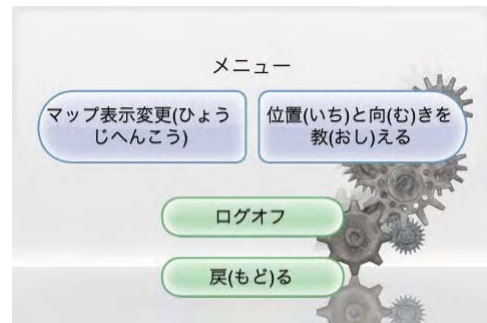 メニュー
マップ表示変更(ひょう
じへんこう)
位置(いち)と向(む)きを
教(おし)える
ログオフ
戻(もど)る